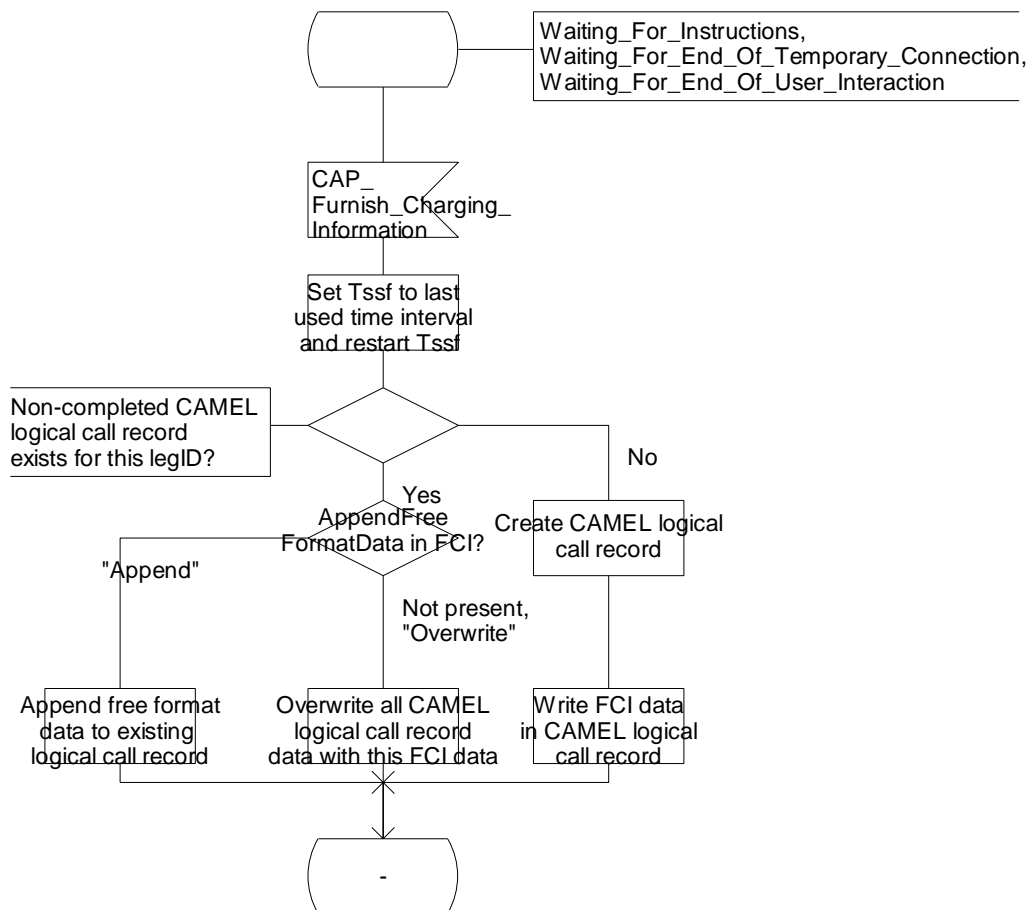 Waiting_For_Instructions,
Waiting_For_End_Of_Temporary_Connection,
Waiting_For_End_Of_User_Interaction
CAP_
Furnish_Charging_
Information
Set Tssf to last
used time interval
and restart Tssf
Non-completed CAMEL
logical call record
exists for this legID?
No
Yes
AppendFree
FormatData in FCI?
Create CAMEL logical
call record
"Append"
Not present,
"Overwrite"
Append free format
data to existing
logical call record
Overwrite all CAMEL
logical call record
data with this FCI data
Write FCI data
in CAMEL logical
call record
-